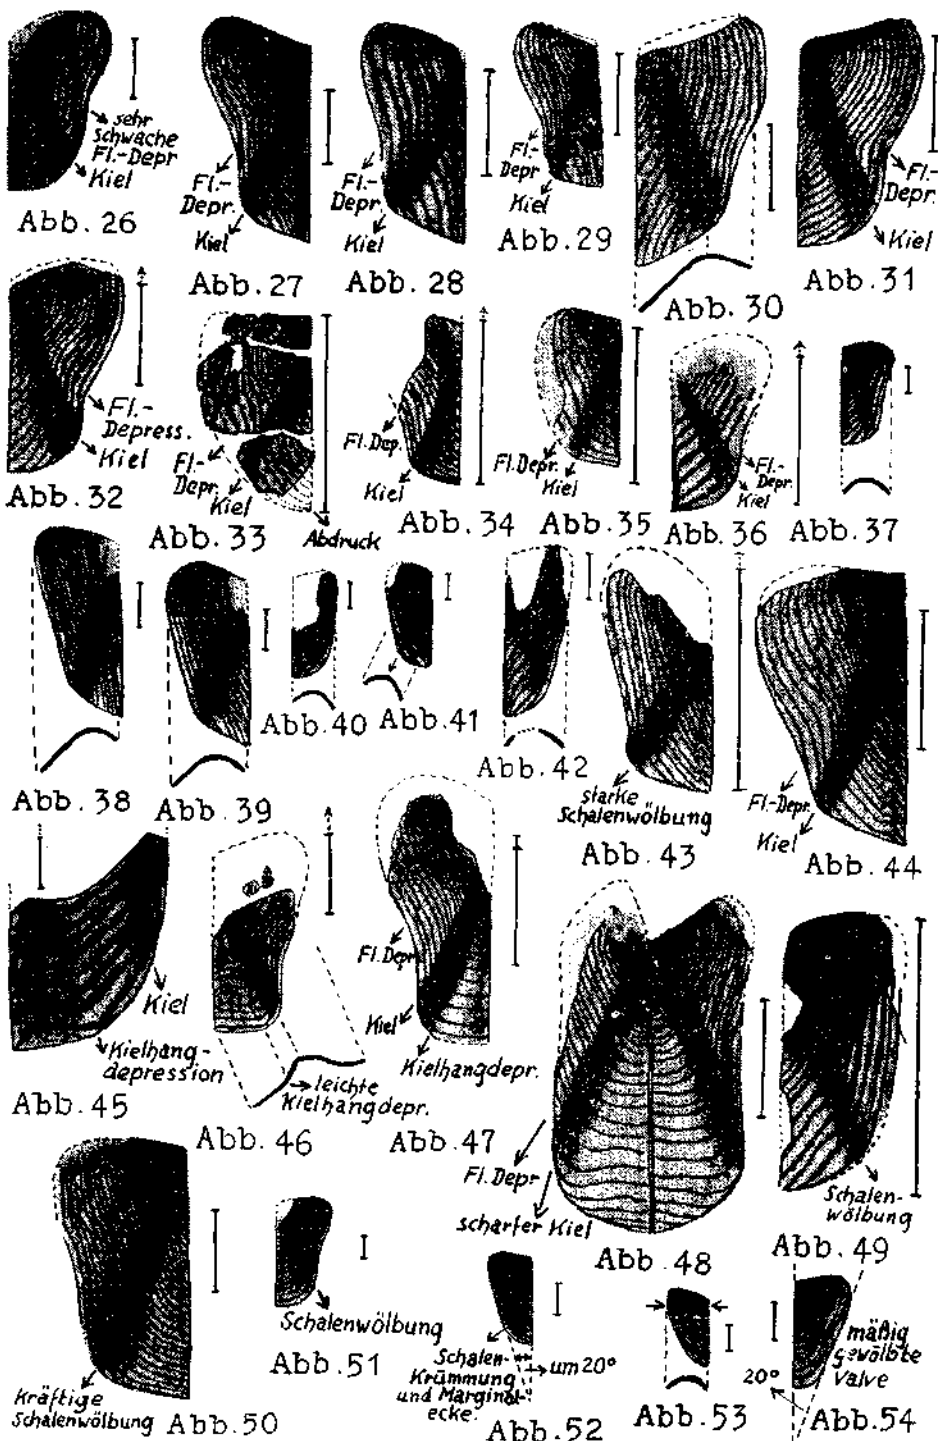 sehr
schwache
Fl.-Depr
Kiel
Abb. 26
Fl.-
Depr.
Kiel
Abb. 27
Fl.-
Depr.
Kiel
Abb. 28
Fl.-
Depr
Kiel
Abb. 29
Abb. 30
Fl.-
Depr.
Kiel
Abb. 31
Fl.-
Depress.
Kiel
Abb. 32
Fl.-
Depr.
Kiel
Abdruck
Abb. 33
Fl. Dep.
Kiel
Abb. 34
Fl. Depr.
Kiel
Abb. 35
Fl.-
Depr.
Kiel
Abb. 36
Abb. 37
Abb. 38
Abb. 39
Abb. 40
Abb. 41
Abb. 42
starke
Schalenwölbung
Abb. 43
Fl.-Depr.
Kiel
Abb. 44
Kiel
Kielhang-
depression
Abb. 45
leichte
Kielhangdepr.
Abb. 46
Fl. Depr.
Kiel
Kielhangdepr.
Abb. 47
Fl. Depr
scharfer Kiel
Abb. 48
Schalen-
wölbung
Abb. 49
Kräftige
Schalenwölbung
Abb. 50
Schalenwölbung
Abb. 51
Schalen-
Krümmung
und Marginal-
ecke.
um 20°
Abb. 52
Abb. 53
mäßig
gewölbte
Valve
20°
Abb. 54